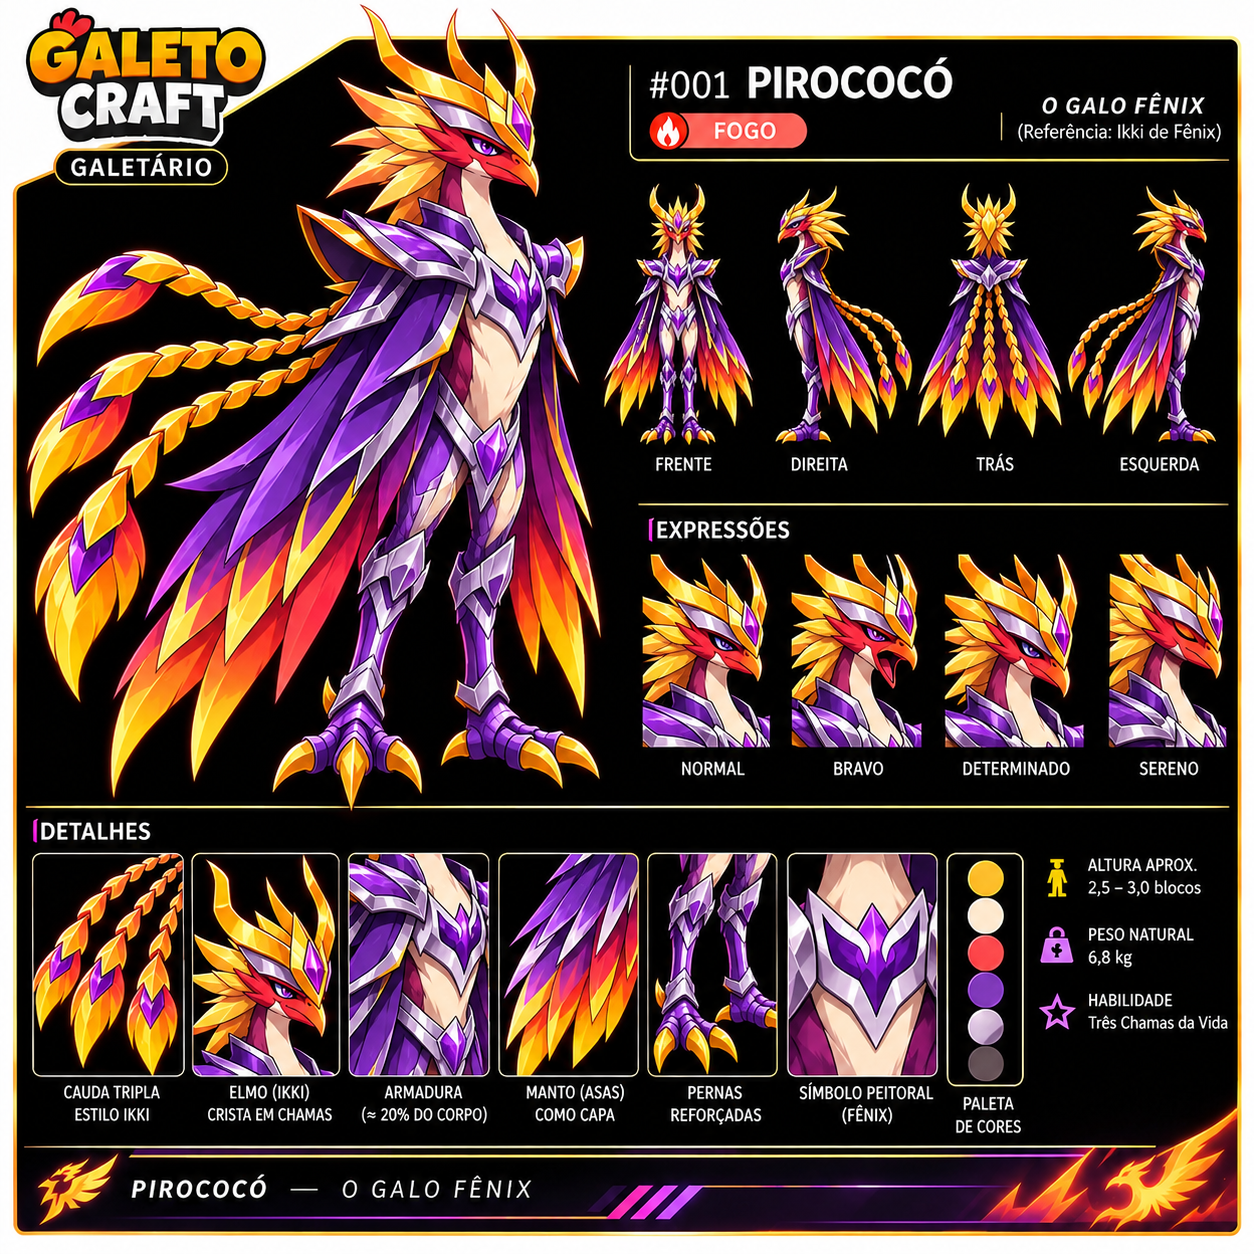 GALETO
CRAFT
GALETÁRIO
#001 PIROCOCÓ
FOGO
O GALO FÊNIX
(Referência: Ikki de Fênix)
FRENTE
DIREITA
TRÁS
ESQUERDA
EXPRESSÕES
NORMAL
BRAVO
DETERMINADO
SERENO
DETALHES
CAUDA TRIPLA
ESTILO IKKI
ELMO (IKKI)
CRISTA EM CHAMAS
ARMADURA
(≈ 20% DO CORPO)
MANTO (ASAS)
COMO CAPA
PERNAS
REFORÇADAS
SÍMBOLO PEITORAL
(FÊNIX)
PALETA
DE CORES
ALTURA APROX.
2,5 – 3,0 blocos
PESO NATURAL
6,8 kg
HABILIDADE
Três Chamas da Vida
PIROCOCÓ — O GALO FÊNIX